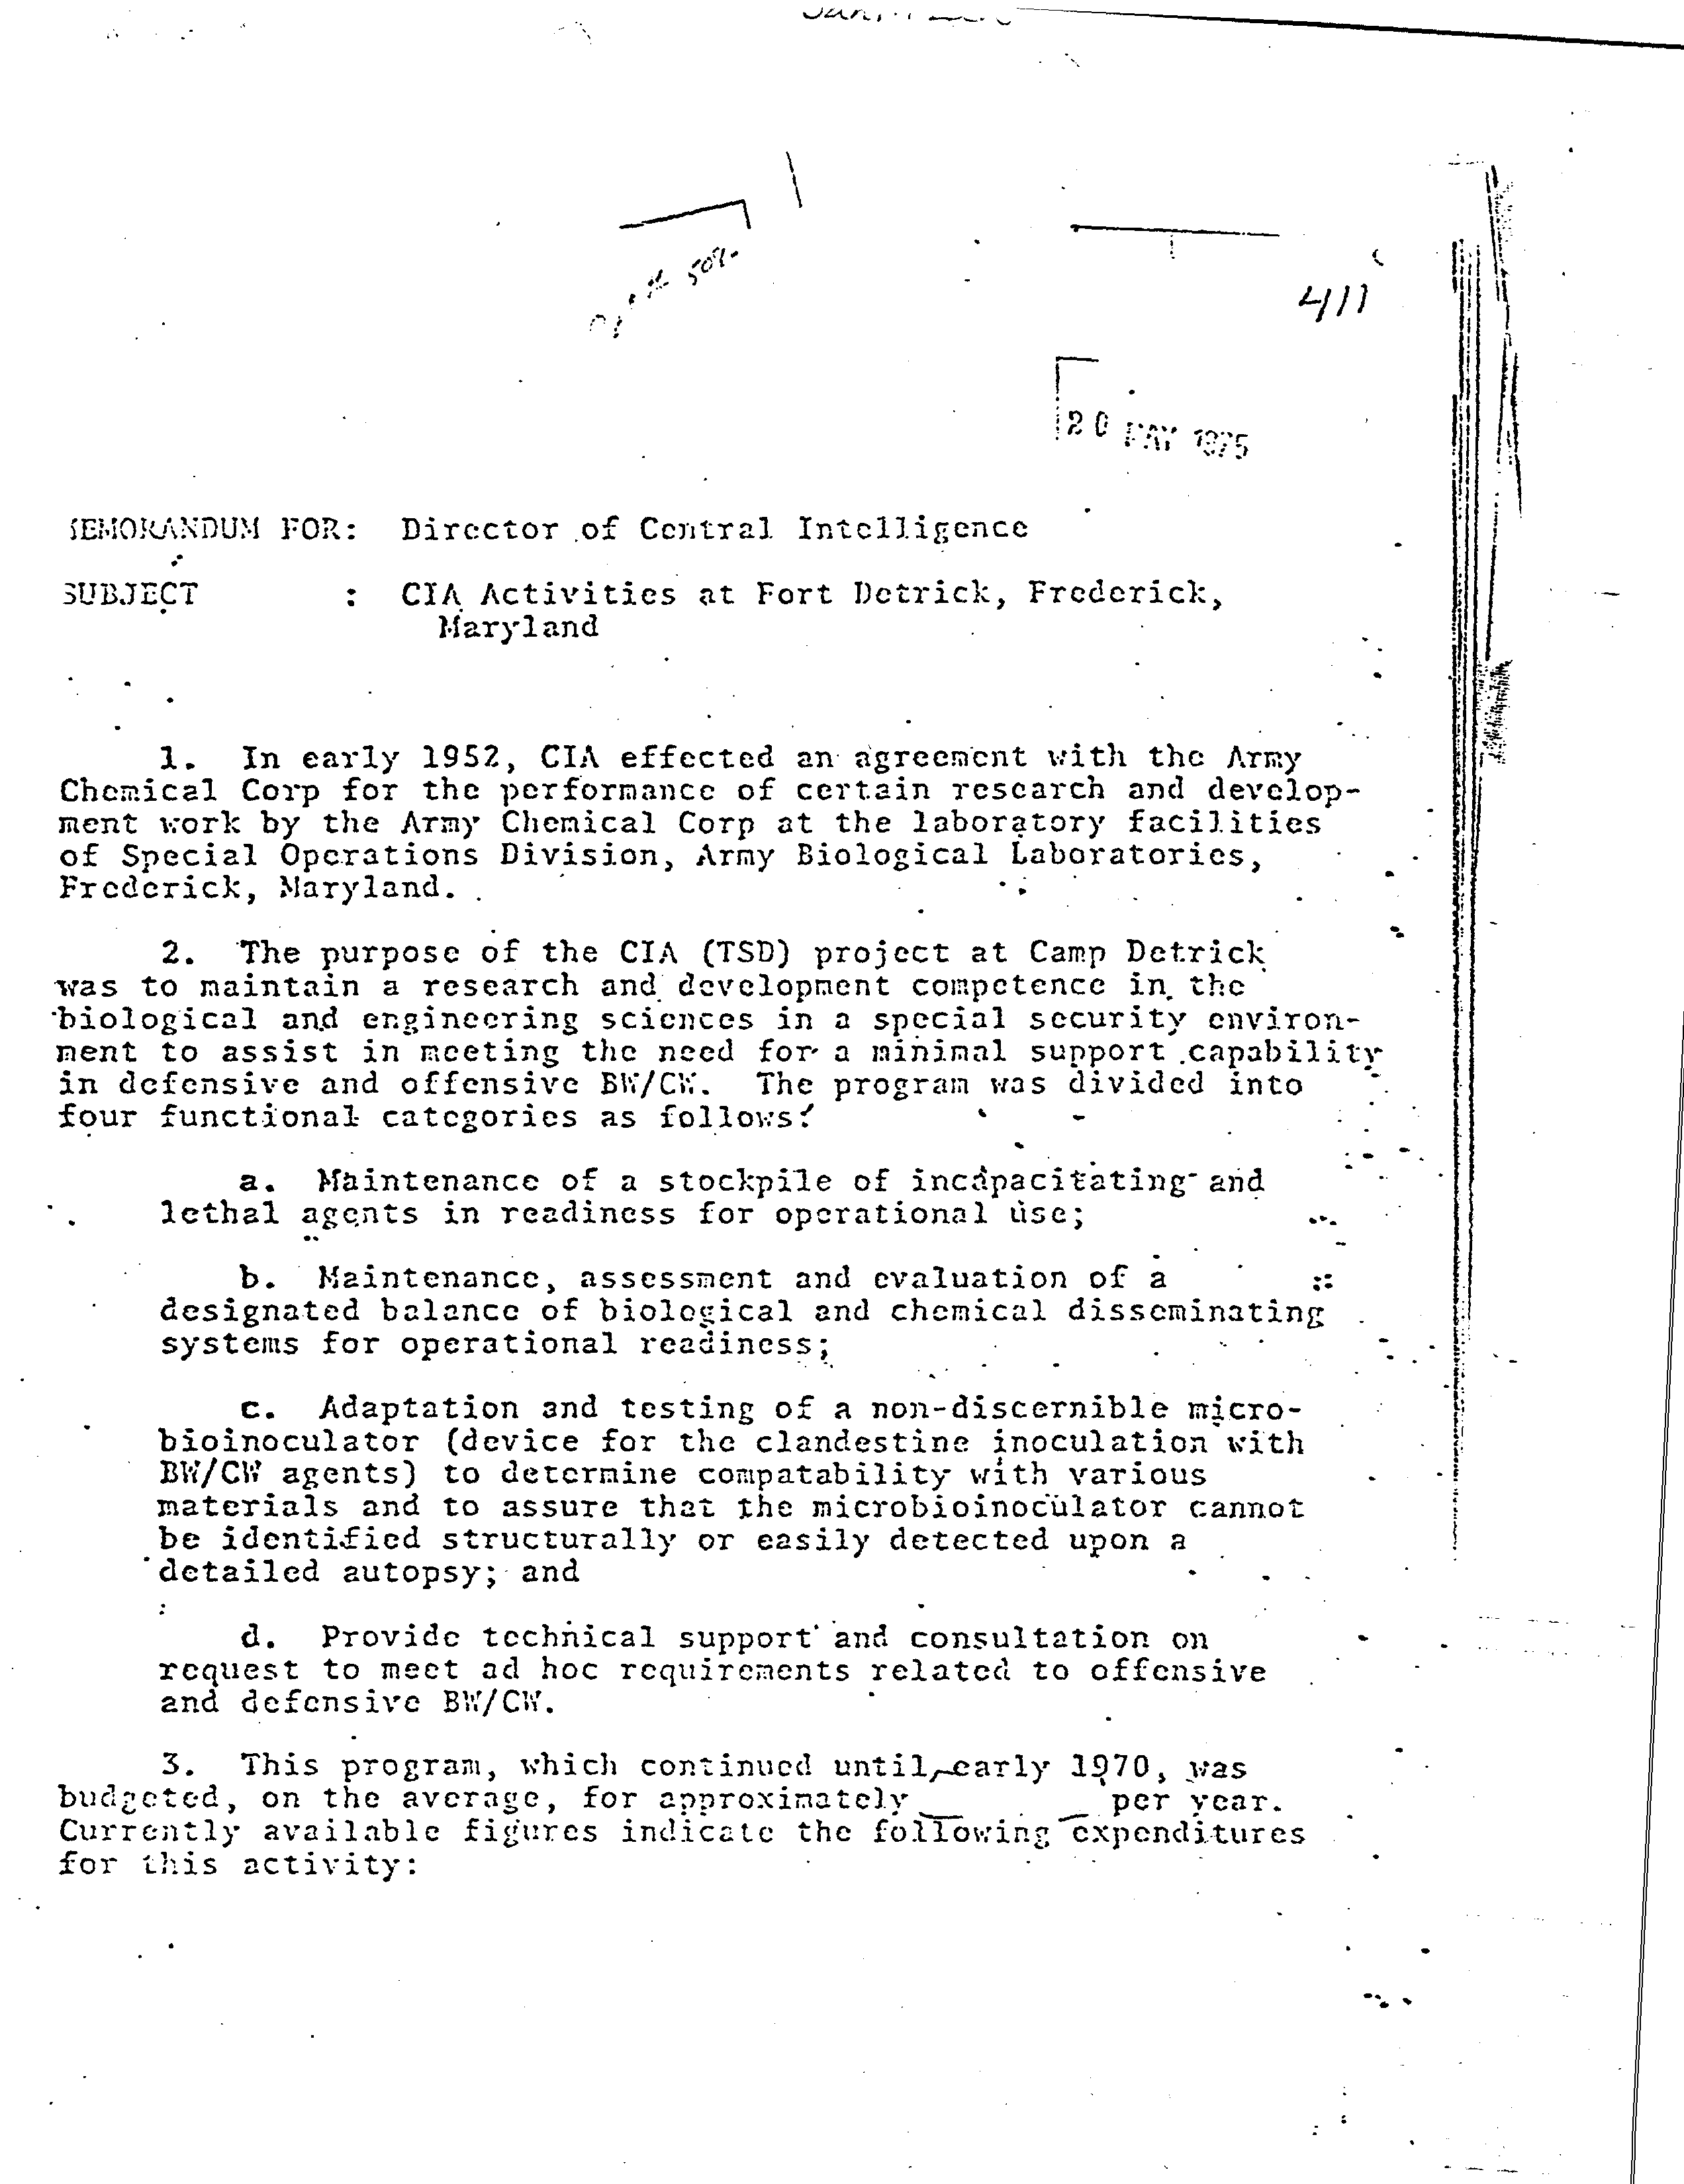 411
20 MAY 1975
MEMORANDUM FOR: Director of Central Intelligence
SUBJECT : CIA Activities at Fort Detrick, Frederick,
Maryland
1. In early 1952, CIA effected an agreement with the Army
Chemical Corp for the performance of certain research and develop-
ment work by the Army Chemical Corp at the laboratory facilities
of Special Operations Division, Army Biological Laboratories,
Frederick, Maryland.
2. The purpose of the CIA (TSD) project at Camp Detrick
was to maintain a research and development competence in the
biological and engineering sciences in a special security environ-
ment to assist in meeting the need for a minimal support capability
in defensive and offensive BW/CW. The program was divided into
four functional categories as follows:
a. Maintenance of a stockpile of incapacitating and
lethal agents in readiness for operational use;
b. Maintenance, assessment and evaluation of a
designated balance of biological and chemical disseminating
systems for operational readiness;
c. Adaptation and testing of a non-discernible micro-
bioinoculator (device for the clandestine inoculation with
BW/CW agents) to determine compatability with various
materials and to assure that the microbioinoculator cannot
be identified structurally or easily detected upon a
detailed autopsy; and
d. Provide technical support and consultation on
request to meet ad hoc requirements related to offensive
and defensive BW/CW.
3. This program, which continued until early 1970, was
budgeted, on the average, for approximately per year.
Currently available figures indicate the following expenditures
for this activity: